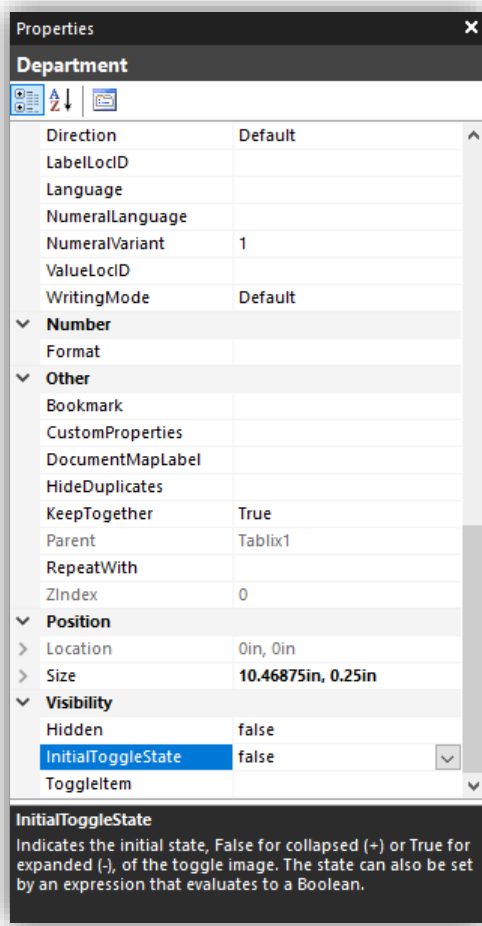 Properties
Department
Direction Default
LabelLocID
Language
NumeralLanguage
NumeralVariant 1
ValueLocID
WritingMode Default
Number
Format
Other
Bookmark
CustomProperties
DocumentMapLabel
HideDuplicates
KeepTogether True
Parent Tablix1
RepeatWith
ZIndex 0
Position
Location 0in, 0in
Size 10.46875in, 0.25in
Visibility
Hidden false
InitialToggleState false
ToggleItem
InitialToggleState
Indicates the initial state, False for collapsed (+) or True for
expanded (-), of the toggle image. The state can also be set
by an expression that evaluates to a Boolean.